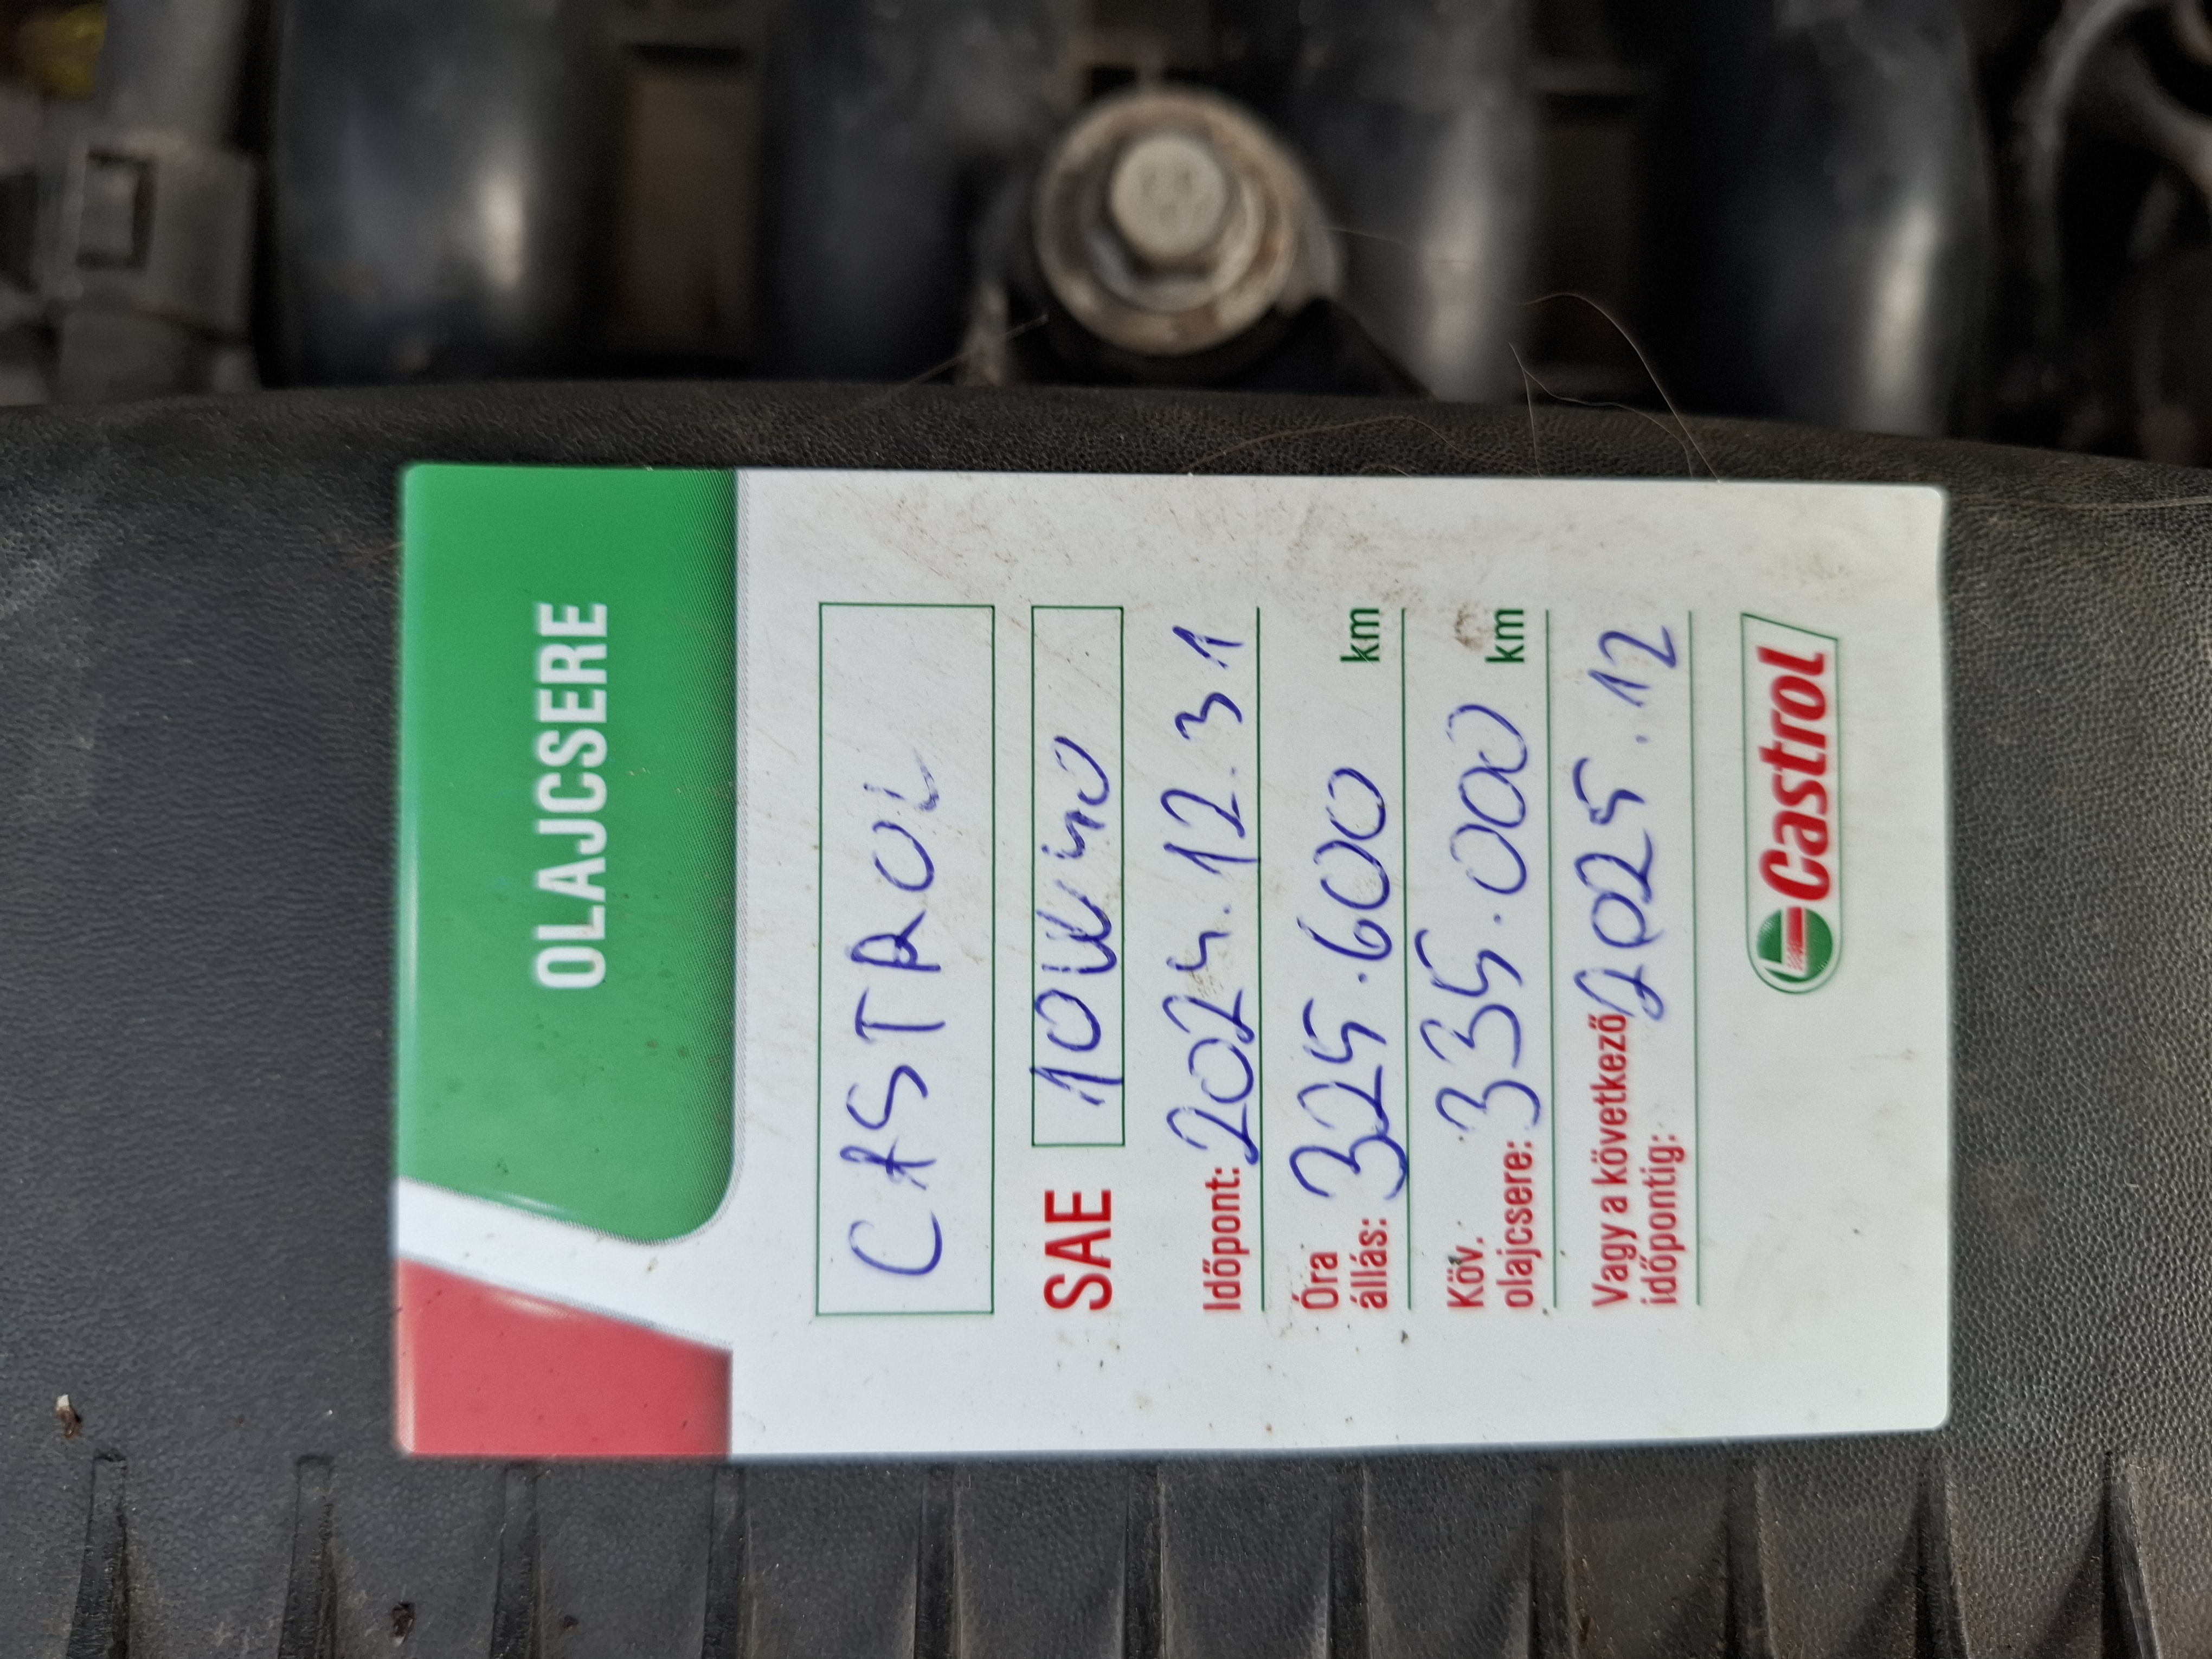 OLAJCSERE
CASTROL
SAE 10W40
Időpont: 2024.12.31
Óra állás: 325.600 km
Köv. olajcsere: 335.000 km
Vagy a következő időpontig: 2025.12
Castrol